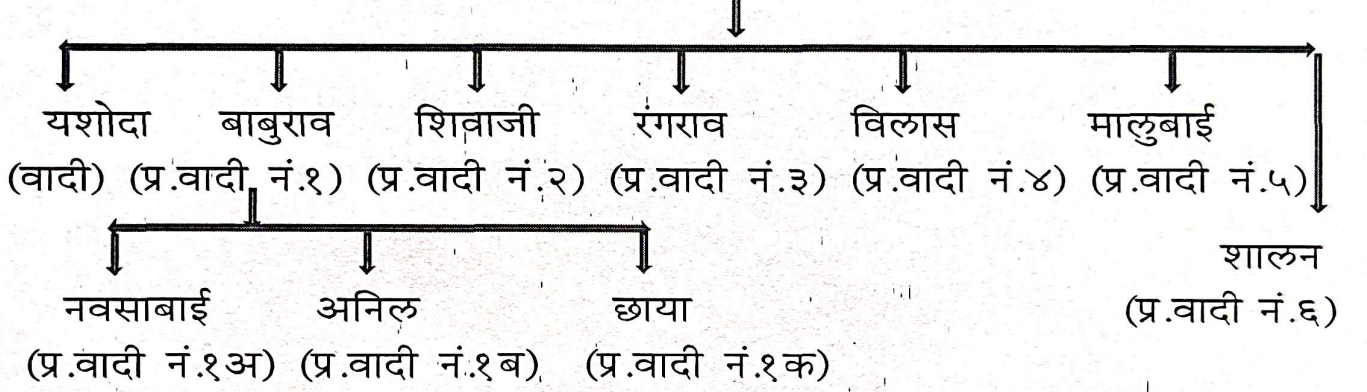 यशोदा बाबुराव शिवाजी रंगराव विलास मालुबाई
(वादी) (प्र.वादी नं.१) (प्र.वादी नं.२) (प्र.वादी नं.३) (प्र.वादी नं.४) (प्र.वादी नं.५)
शालन
(प्र.वादी नं.६)
नवसाबाई अनिल छाया
(प्र.वादी नं.१अ) (प्र.वादी नं.१ब) (प्र.वादी नं.१क)